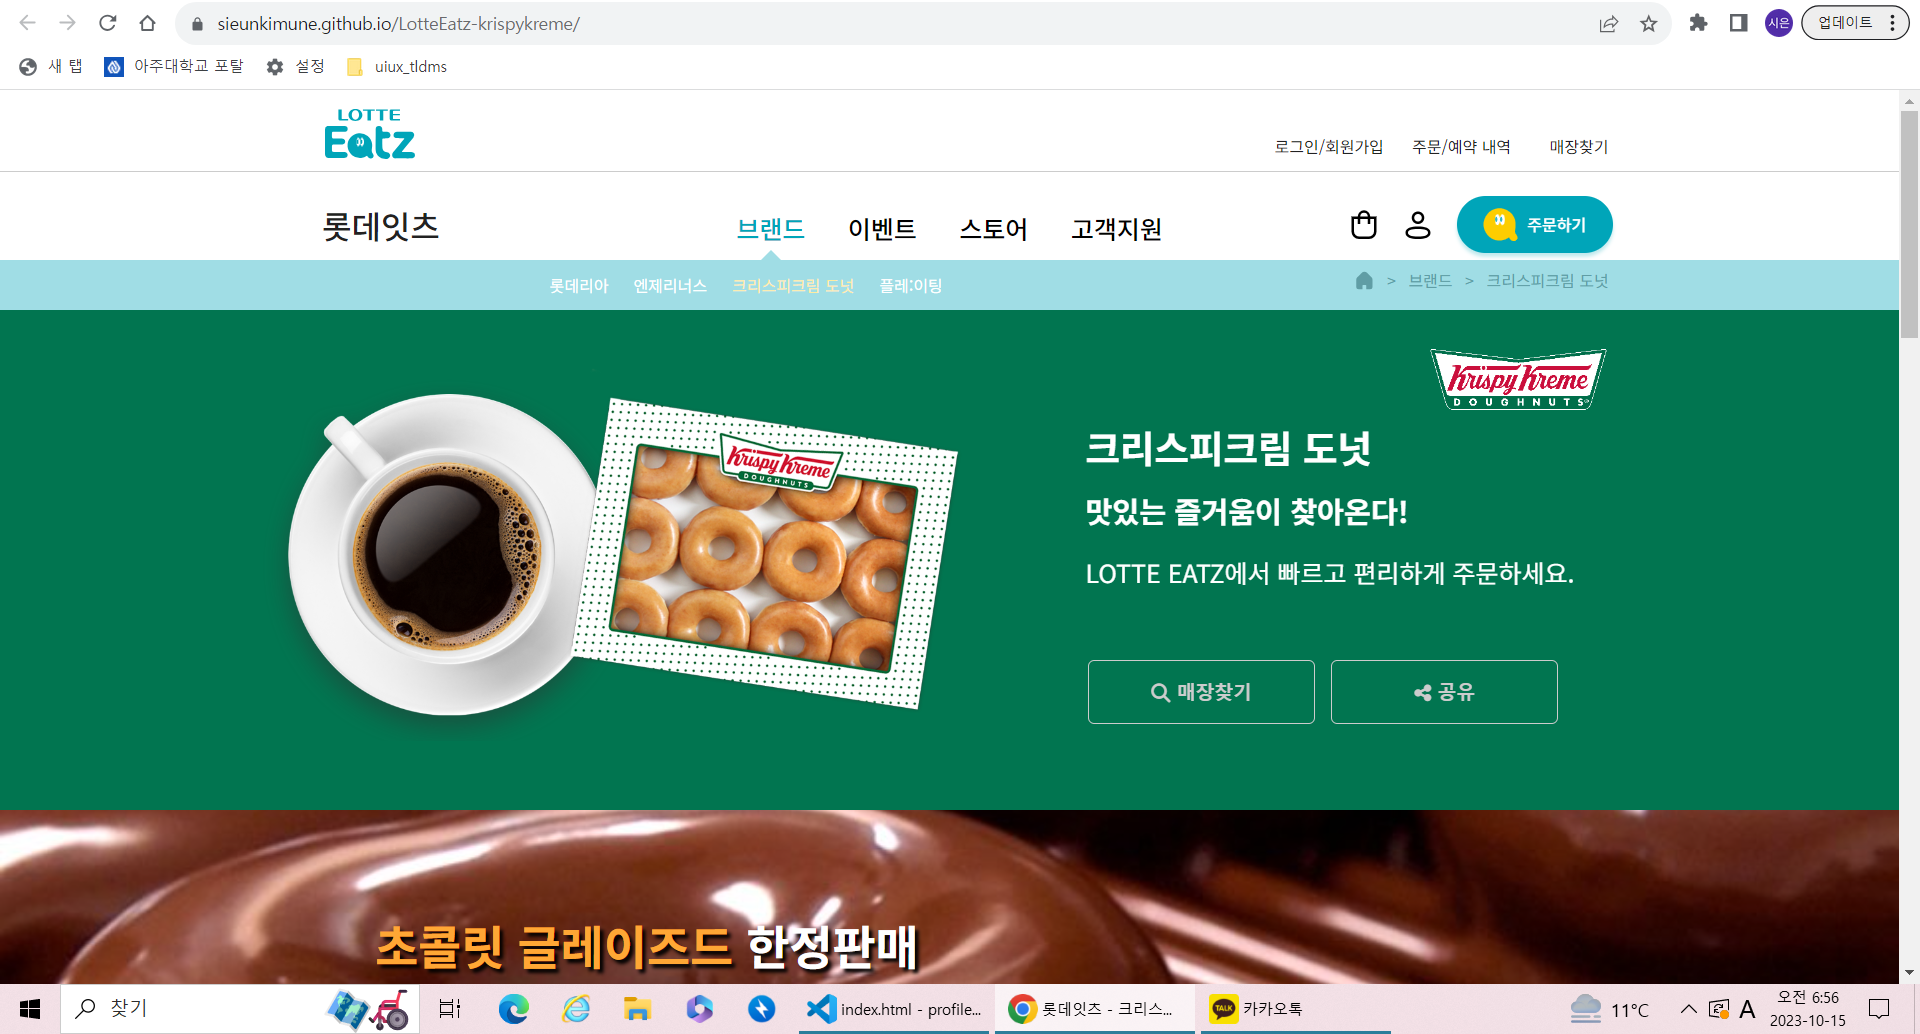 sieunkimune.github.io/LotteEatz-krispykreme/
시은
업데이트
새 탭
아주대학교 포탈
설정
uiux_tldms
LOTTE
Eatz
로그인/회원가입
주문/예약 내역
매장찾기
롯데잇츠
브랜드
이벤트
스토어
고객지원
주문하기
롯데리아
엔제리너스
크리스피크림 도넛
플레:이팅
> 브랜드 > 크리스피크림 도넛
Krispy Kreme
DOUGHNUTS
Krispy Kreme
DOUGHNUTS
크리스피크림 도넛
맛있는 즐거움이 찾아온다!
LOTTE EATZ에서 빠르고 편리하게 주문하세요.
매장찾기
공유
초콜릿 글레이즈드 한정판매
찾기
index.html - profile...
롯데잇츠 - 크리스...
TALK
카카오톡
11°C
A
오전 6:56
2023-10-15